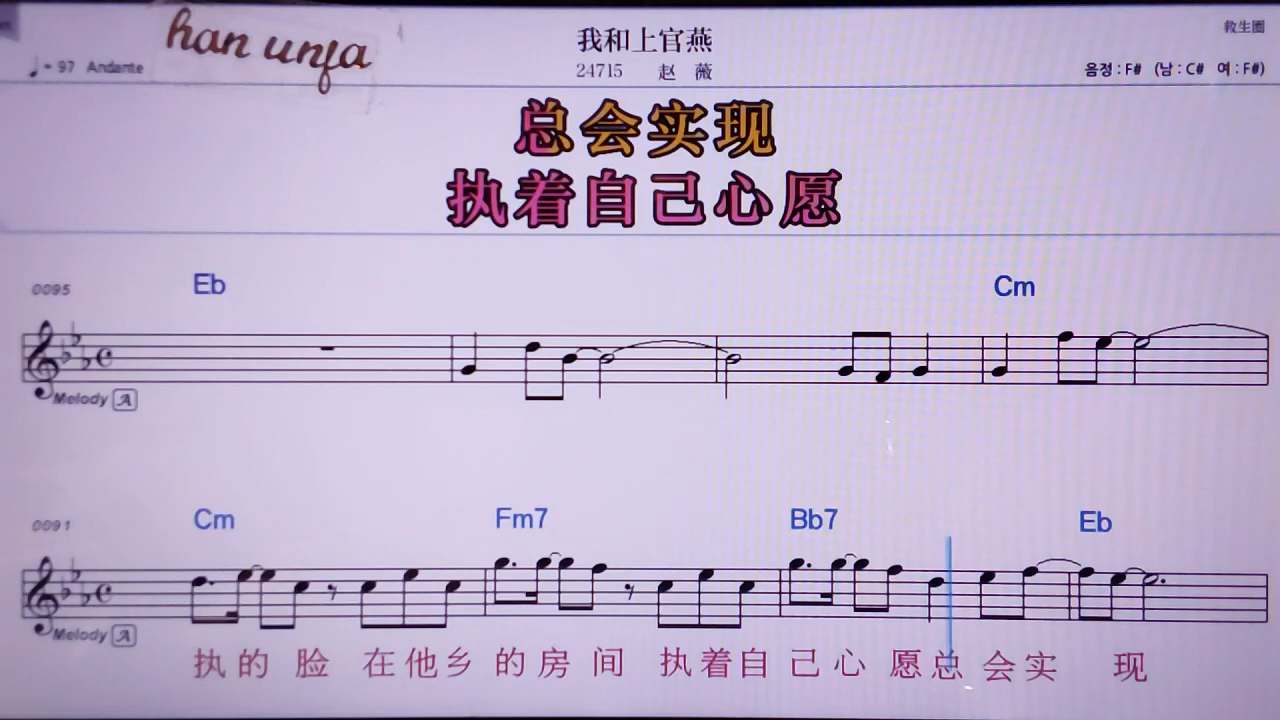 han unfa
我和上官燕
救生圈
♩= 97 Andante
24715 赵 薇
음정 : F# (남 : C# 여 : F#)
总会实现
执着自己心愿
0095
Eb
Cm
Melody A
0091
Cm
Fm7
Bb7
Eb
Melody A
执 的 脸 在 他 乡 的 房 间 执 着 自 己 心 愿 总 会 实 现